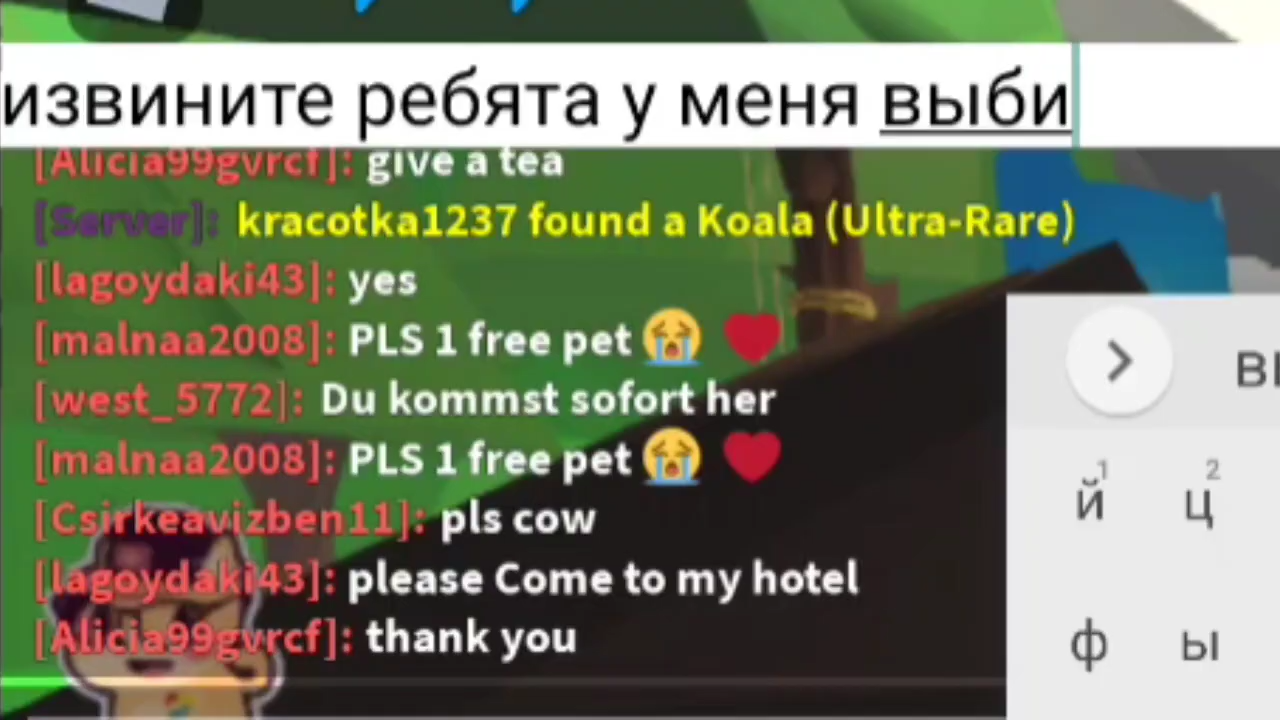 извините ребята у меня выби
[Alicia99gvrcf]: give a tea
[Server]: kracotka1237 found a Koala (Ultra-Rare)
[lagoydaki43]: yes
[malnaa2008]: PLS 1 free pet 😭 ❤️
[west_5772]: Du kommst sofort her
[malnaa2008]: PLS 1 free pet 😭 ❤️
[Csirkeavizben11]: pls cow
[lagoydaki43]: please Come to my hotel
[Alicia99gvrcf]: thank you
1 2
й ц
ф ы